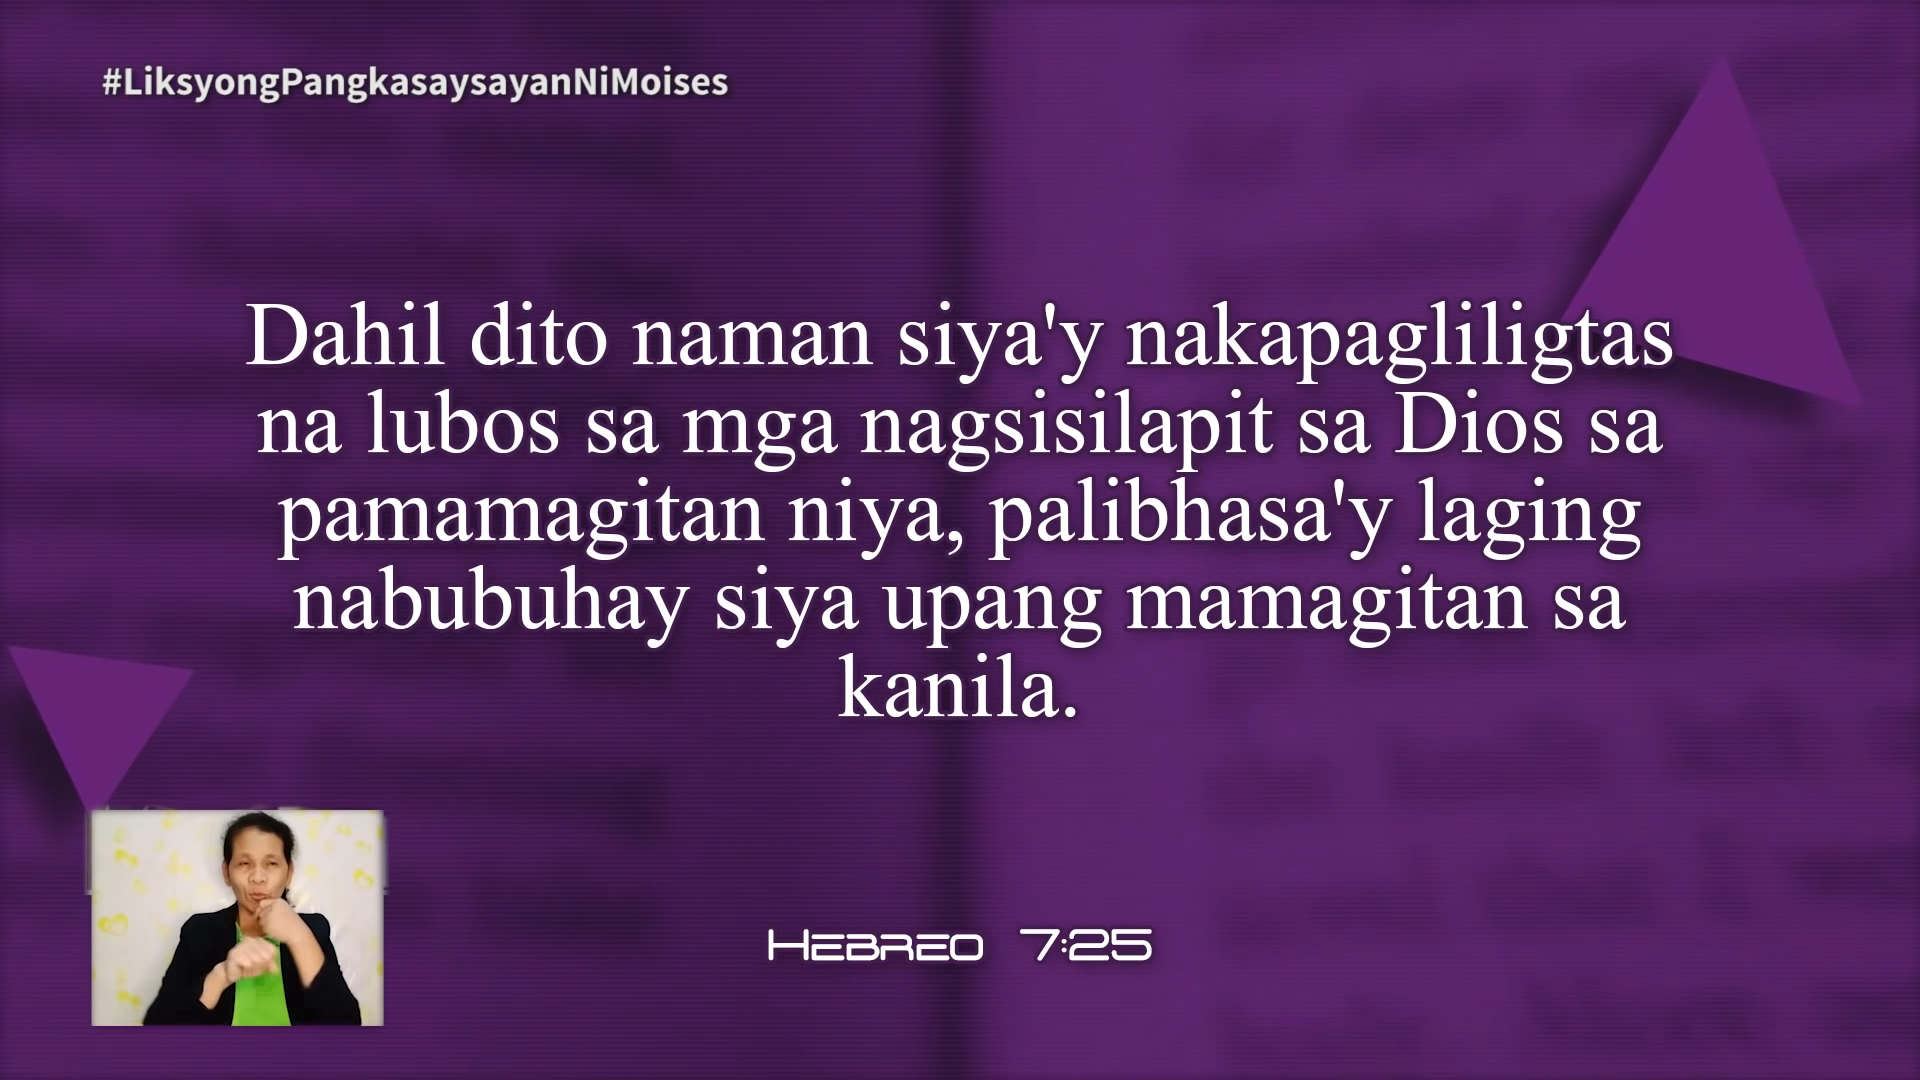 #LiksyongPangkasaysayanNiMoises
Dahil dito naman siya'y nakapagliligtas
na lubos sa mga nagsisilapit sa Dios sa
pamamagitan niya, palibhasa'y laging
nabubuhay siya upang mamagitan sa
kanila.
Hebreo 7:25